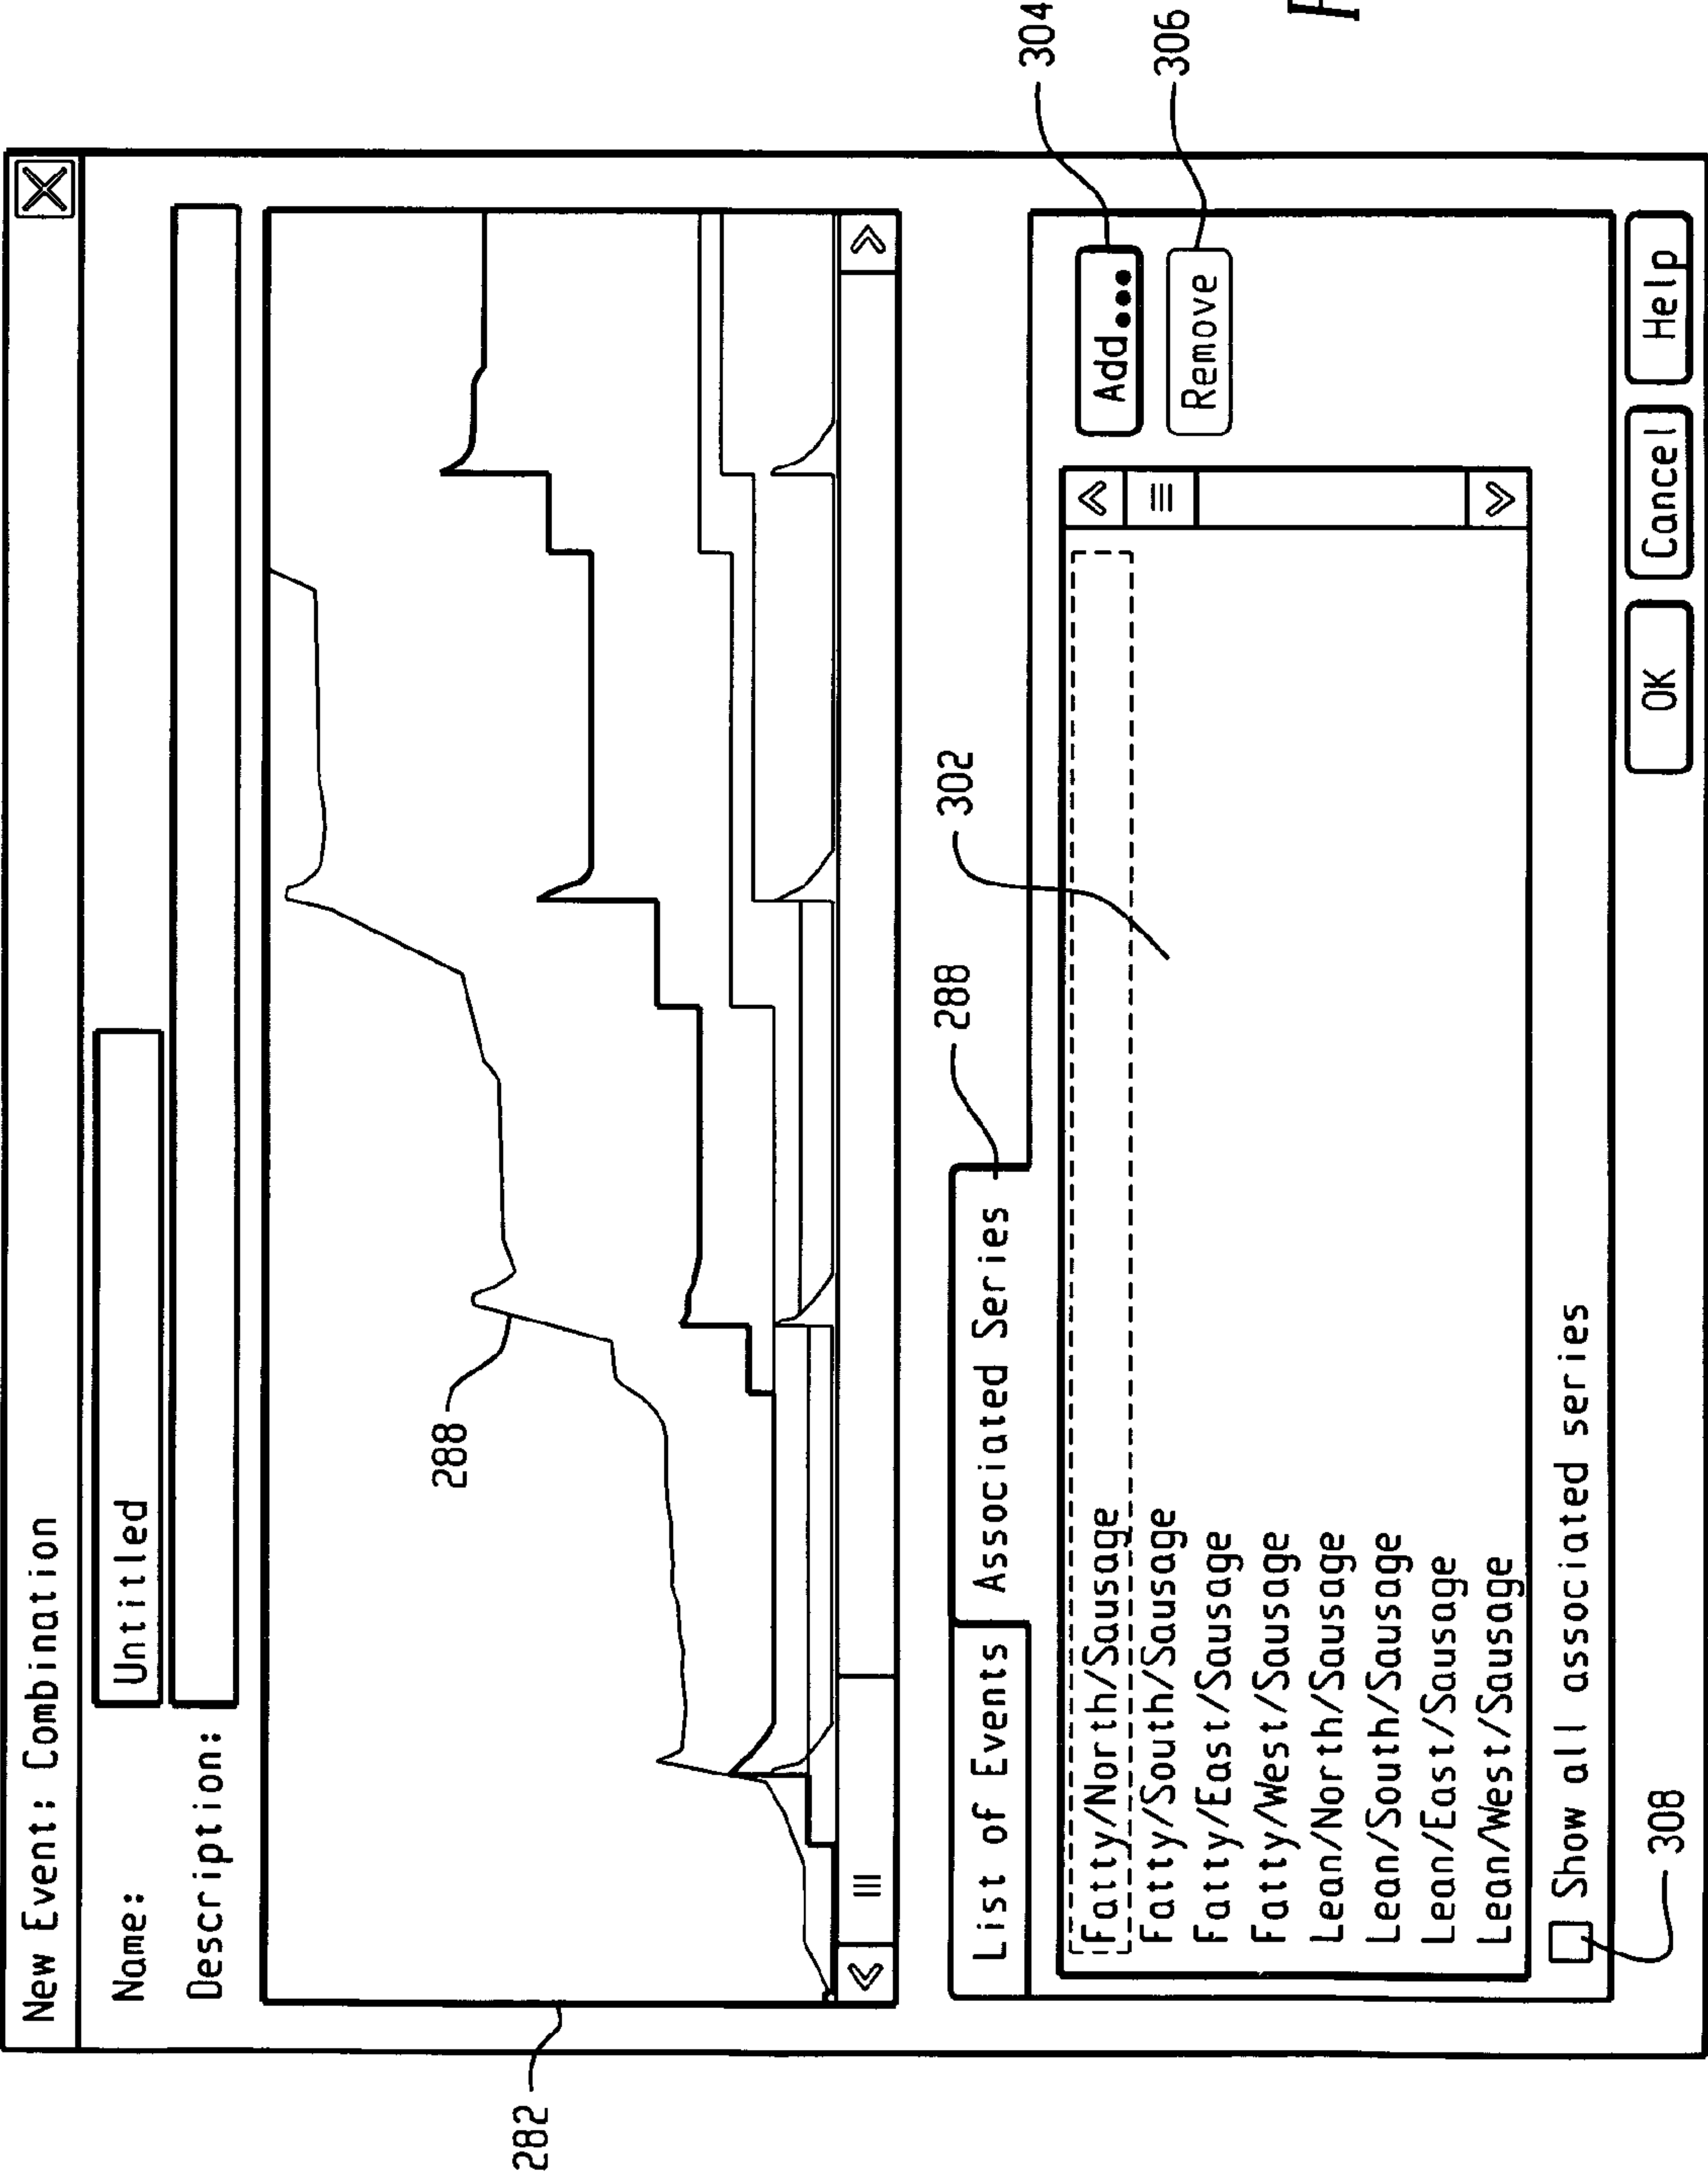 New Event: Combination
Name:
Untitled
Description:
282
288
288
302
List of Events
Associated Series
Fatty/North/Sausage
Fatty/South/Sausage
Fatty/East/Sausage
Fatty/West/Sausage
Lean/North/Sausage
Lean/South/Sausage
Lean/East/Sausage
Lean/West/Sausage
Add...
304
Remove
306
Show all associated series
308
OK
Cancel
Help